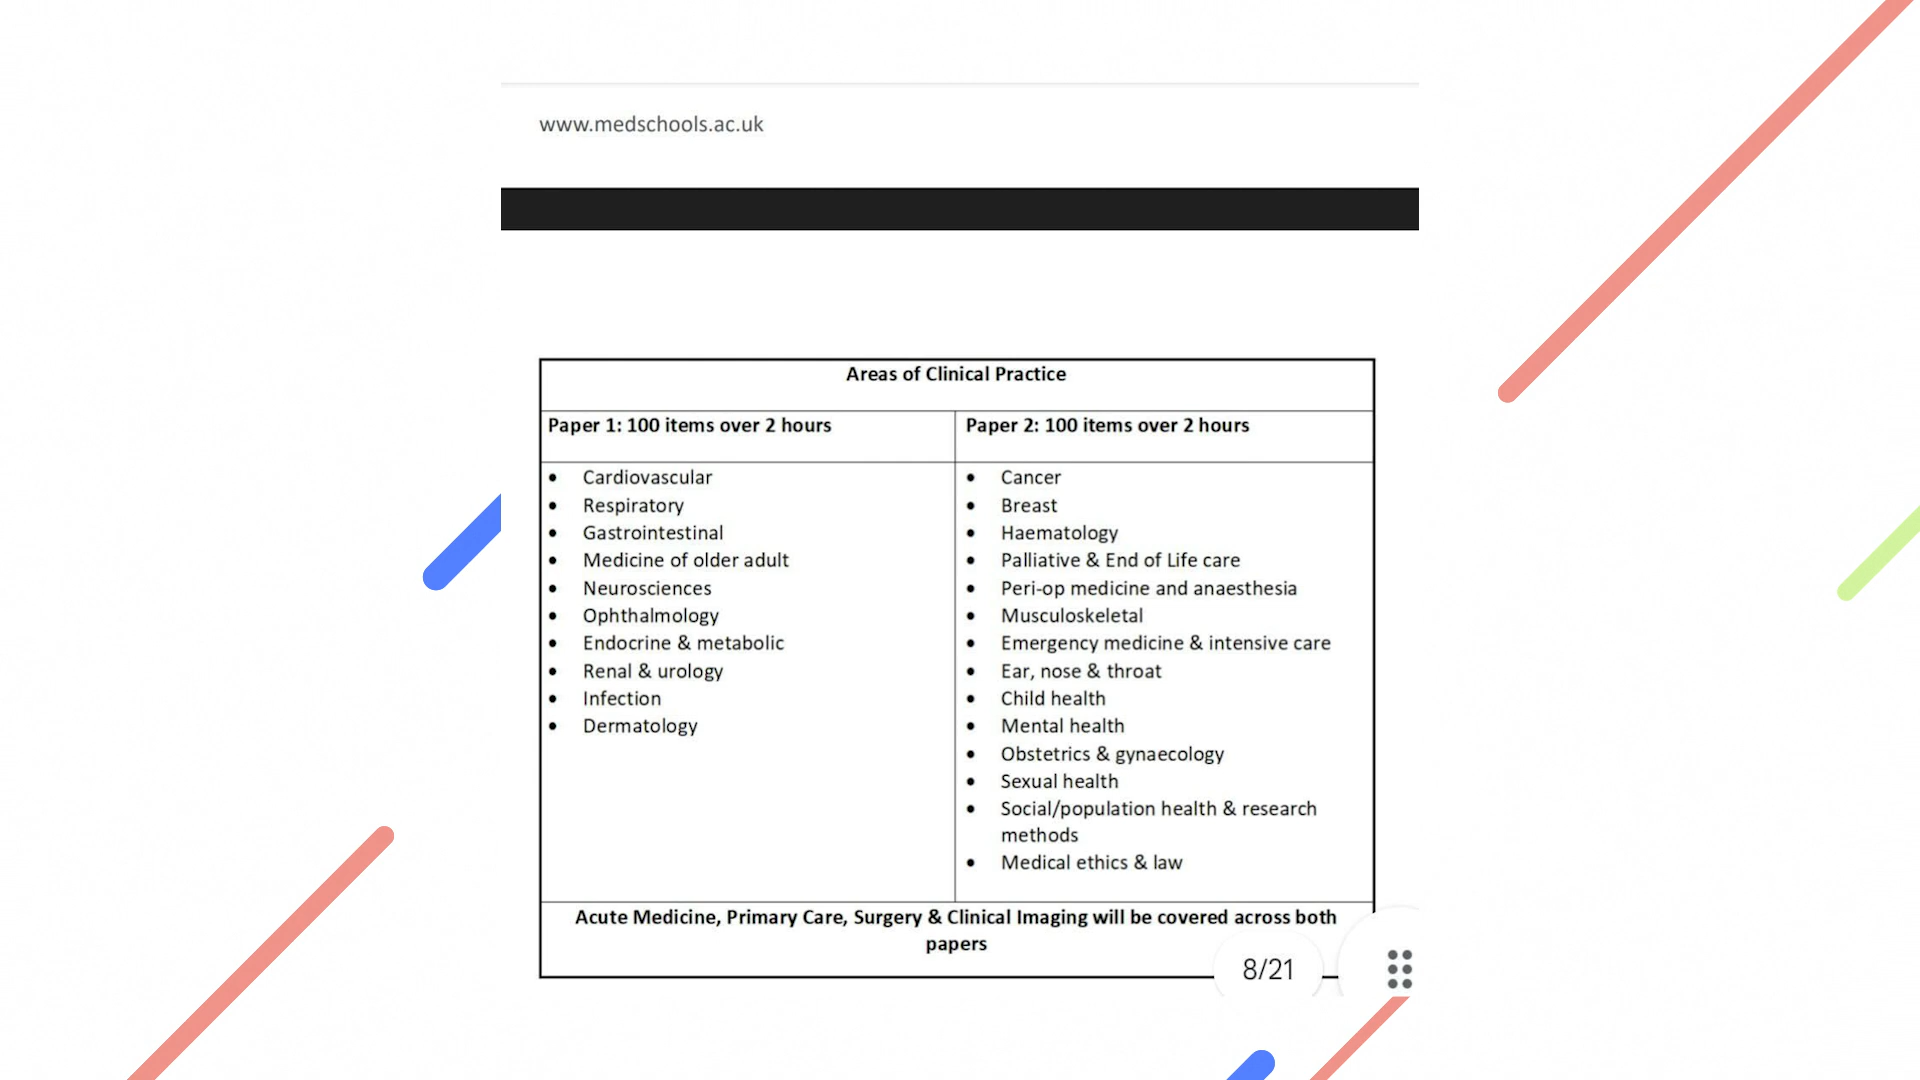 www.medschools.ac.uk
Areas of Clinical Practice
Paper 1: 100 items over 2 hours
Paper 2: 100 items over 2 hours
• Cardiovascular
• Respiratory
• Gastrointestinal
• Medicine of older adult
• Neurosciences
• Ophthalmology
• Endocrine & metabolic
• Renal & urology
• Infection
• Dermatology
• Cancer
• Breast
• Haematology
• Palliative & End of Life care
• Peri-op medicine and anaesthesia
• Musculoskeletal
• Emergency medicine & intensive care
• Ear, nose & throat
• Child health
• Mental health
• Obstetrics & gynaecology
• Sexual health
• Social/population health & research
methods
• Medical ethics & law
Acute Medicine, Primary Care, Surgery & Clinical Imaging will be covered across both
papers
8/21